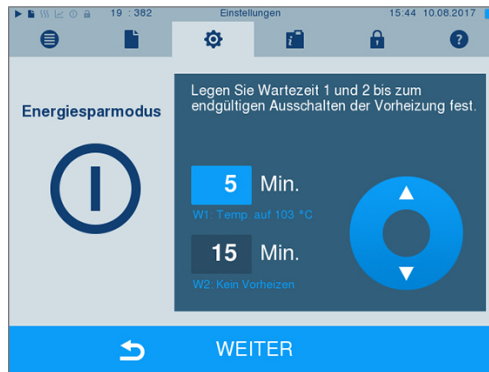 19 : 382 Einstellungen 15:44 10.08.2017
Energiesparmodus
Legen Sie Wartezeit 1 und 2 bis zum
endgültigen Ausschalten der Vorheizung fest.
5 Min.
W1: Temp. auf 103 °C
15 Min.
W2: Kein Vorheizen
WEITER